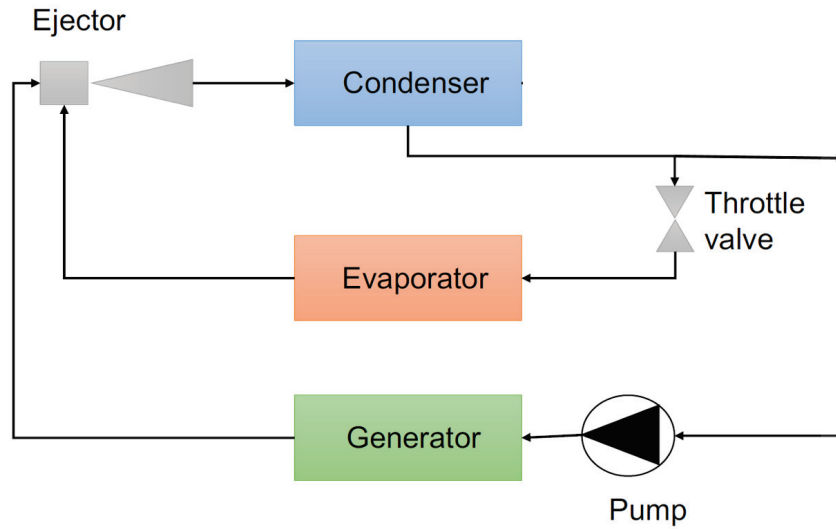 Ejector
Condenser
Throttle
valve
Evaporator
Generator
Pump